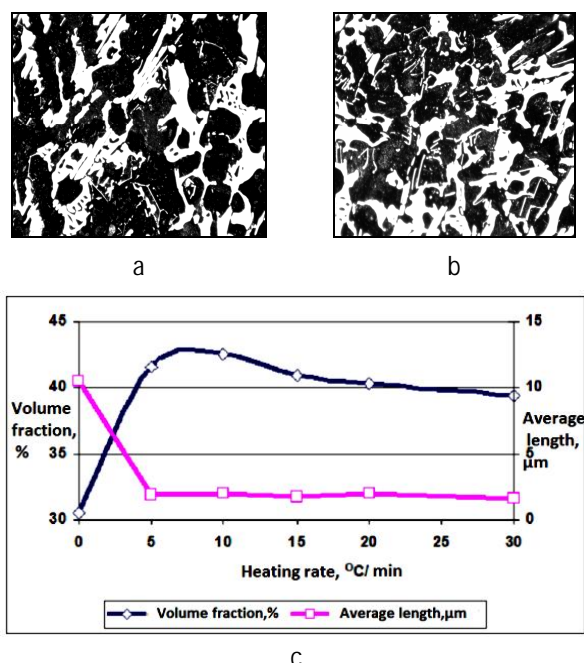 a
b
45
15
40
10
Volume
fraction,
%
Average
length,
μm
35
5
30
0
0
5
10
15
20
25
30
Heating rate, ⁰C/ min
Volume fraction,%
Average length,μm
c